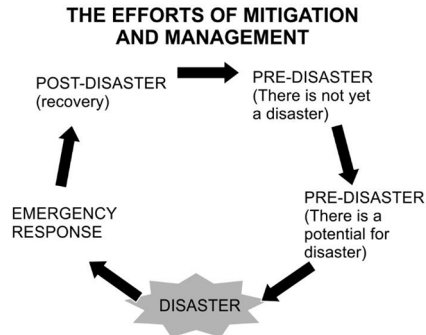 THE EFFORTS OF MITIGATION
AND MANAGEMENT
POST-DISASTER
(recovery)
PRE-DISASTER
(There is not yet
a disaster)
PRE-DISASTER
(There is a
potential for
disaster)
DISASTER
EMERGENCY
RESPONSE